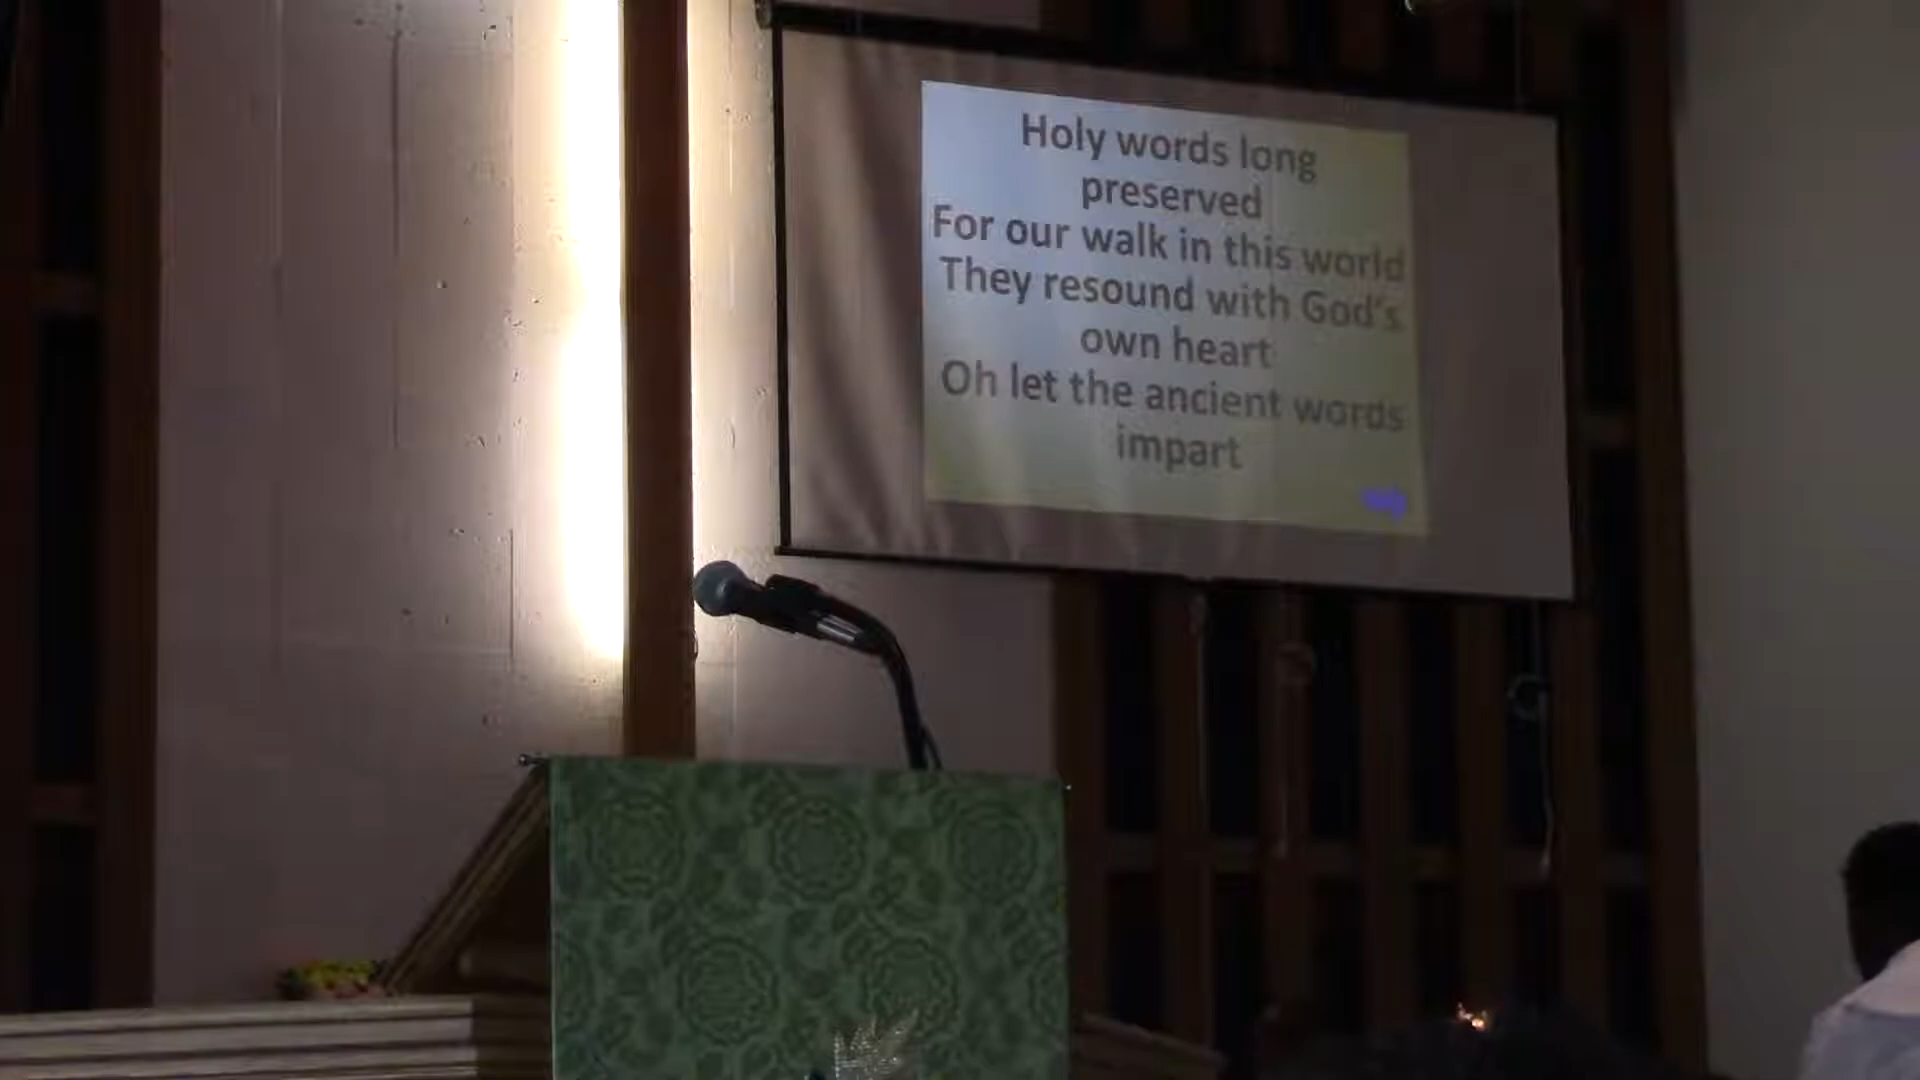 Holy words long
preserved
For our walk in this world
They resound with God's
own heart
Oh let the ancient words
impart